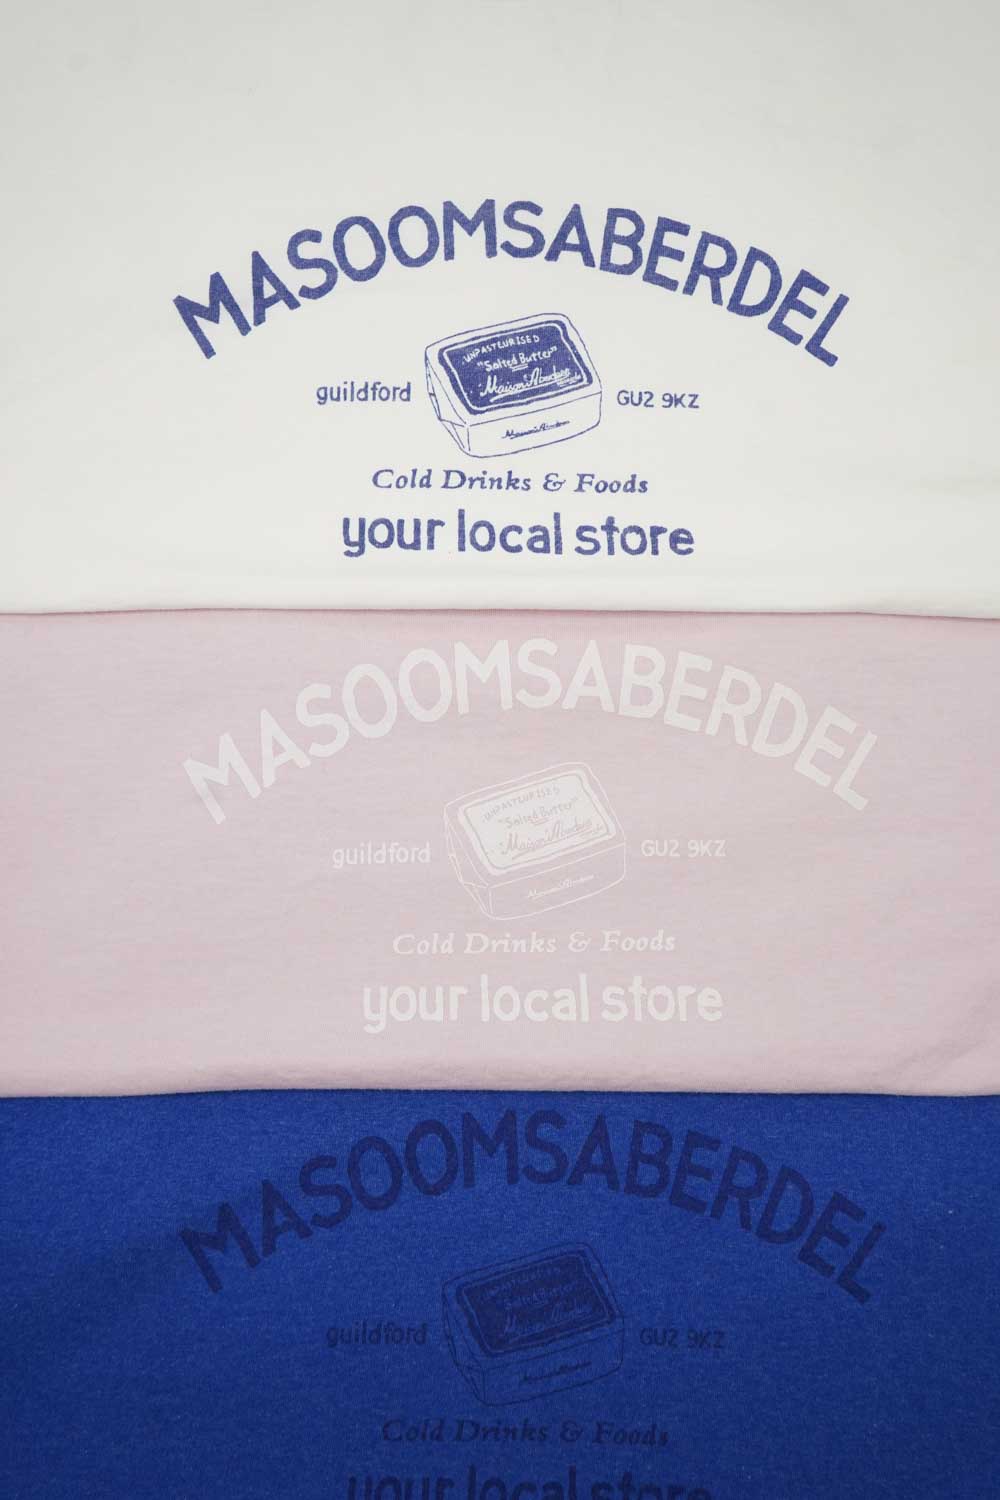 MASOOMSABERDEL
UNPASTEURISED
"Salted Butter"
guildford
GU2 9KZ
Cold Drinks & Foods
your local store
MASOOMSABERDEL
UNPASTEURISED
"Salted Butter"
guildford
GU2 9KZ
Cold Drinks & Foods
your local store
MASOOMSABERDEL
guildford
GU2 9KZ
Cold Drinks & Foods
your local store